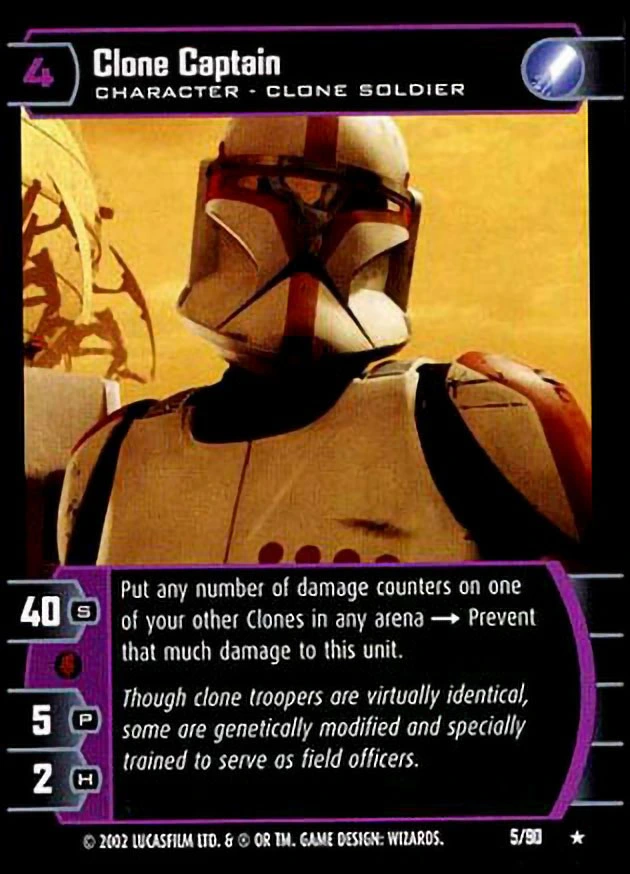 4
Clone Captain
CHARACTER - CLONE SOLDIER
40 S
Put any number of damage counters on one
of your other Clones in any arena → Prevent
that much damage to this unit.
5 P
Though clone troopers are virtually identical,
some are genetically modified and specially
trained to serve as field officers.
2 H
© 2002 LUCASFILM LTD. & ® OR TM. GAME DESIGN: WIZARDS.
5/90 ★